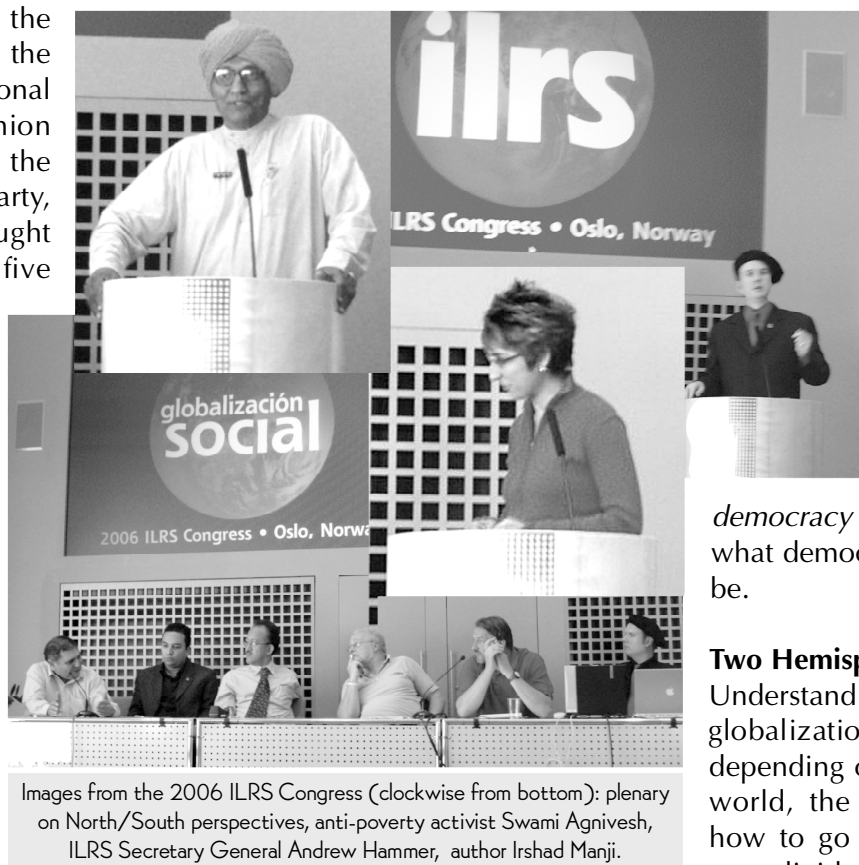 the
the
onal
nion
the
arty,
ught
five
ilrs
ILRS Congress • Oslo, Norway
globalización
social
2006 ILRS Congress • Oslo, Norwa
democracy
what democ
be.
Two Hemisp
Understand
globalizatio
depending o
world, the
how to go
Images from the 2006 ILRS Congress (clockwise from bottom): plenary
on North/South perspectives, anti-poverty activist Swami Agnivesh,
ILRS Secretary General Andrew Hammer, author Irshad Manji.